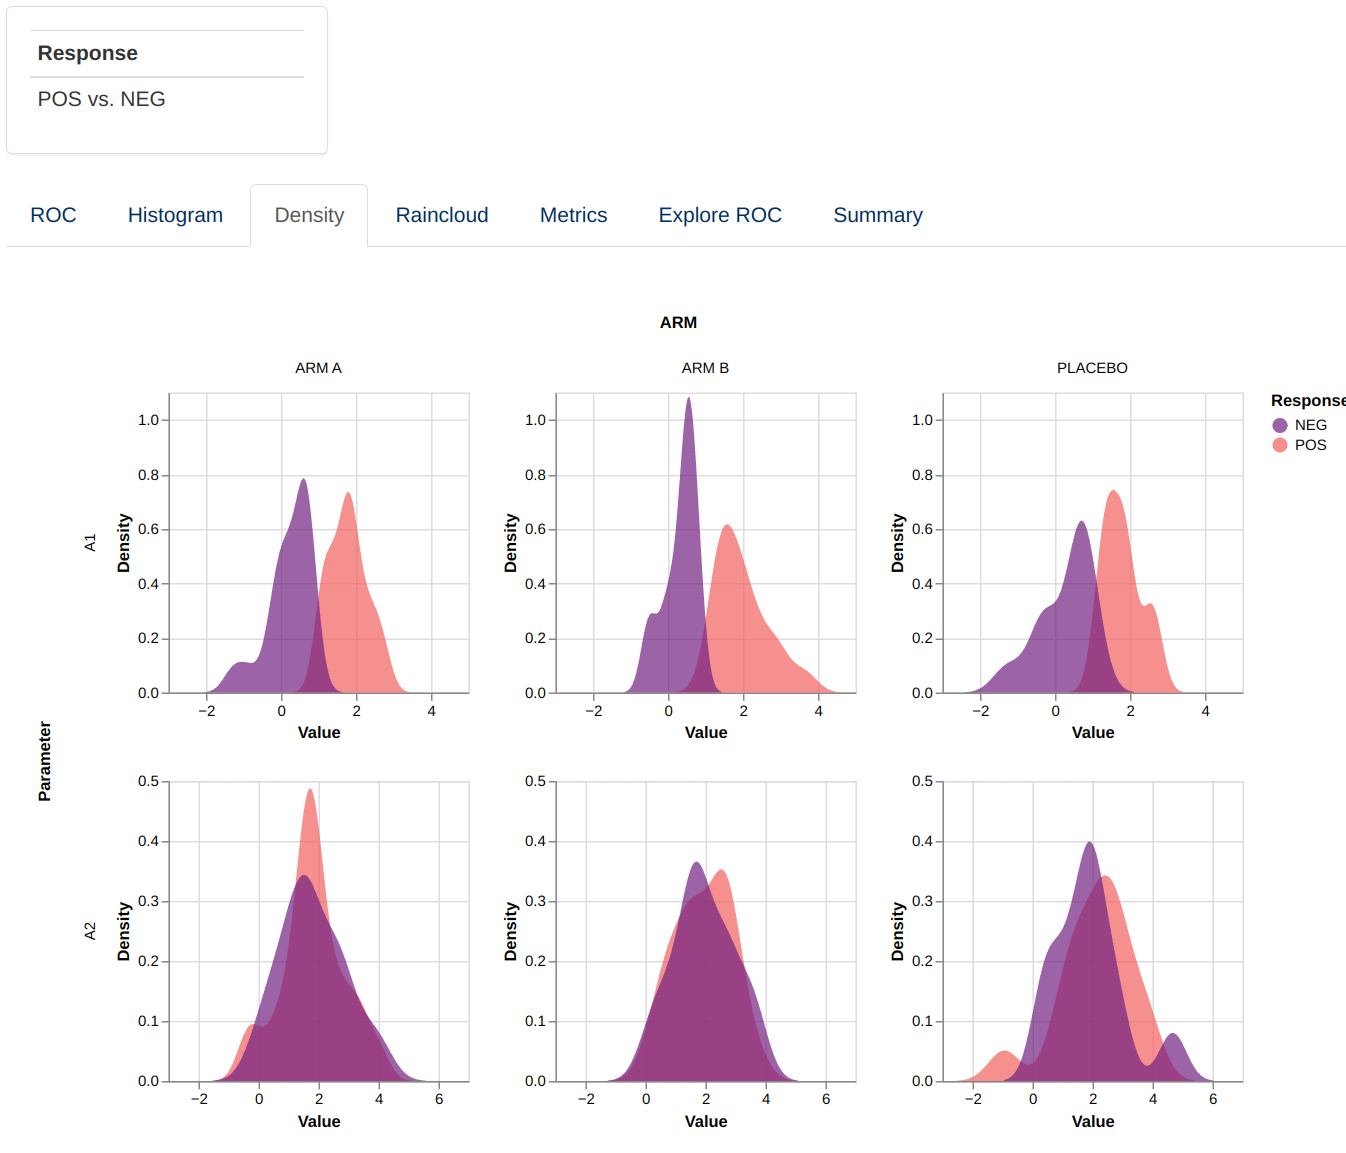 Response
POS vs. NEG
ROC Histogram Density Raincloud Metrics Explore ROC Summary
ARM
ARM A ARM B PLACEBO
Response
NEG
POS
Parameter
A1
Density
1.0
0.8
0.6
0.4
0.2
0.0
−2 0 2 4
Value
Density
1.0
0.8
0.6
0.4
0.2
0.0
−2 0 2 4
Value
Density
1.0
0.8
0.6
0.4
0.2
0.0
−2 0 2 4
Value
A2
Density
0.5
0.4
0.3
0.2
0.1
0.0
−2 0 2 4 6
Value
Density
0.5
0.4
0.3
0.2
0.1
0.0
−2 0 2 4 6
Value
Density
0.5
0.4
0.3
0.2
0.1
0.0
−2 0 2 4 6
Value